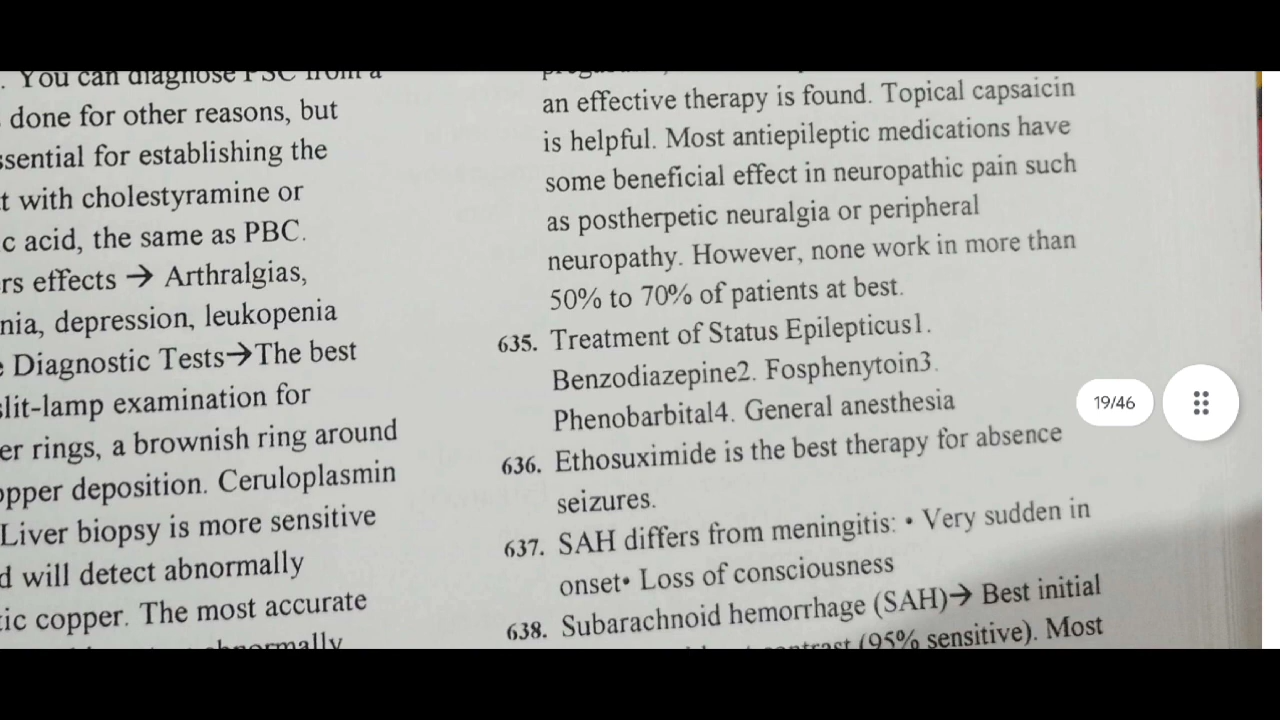 . You can diagnose PSC from a
done for other reasons, but
ssential for establishing the
t with cholestyramine or
c acid, the same as PBC.
rs effects → Arthralgias,
nia, depression, leukopenia
e Diagnostic Tests→The best
slit-lamp examination for
er rings, a brownish ring around
opper deposition. Ceruloplasmin
Liver biopsy is more sensitive
d will detect abnormally
tic copper. The most accurate
abnormally
an effective therapy is found. Topical capsaicin
is helpful. Most antiepileptic medications have
some beneficial effect in neuropathic pain such
as postherpetic neuralgia or peripheral
neuropathy. However, none work in more than
50% to 70% of patients at best.
635. Treatment of Status Epilepticus1.
Benzodiazepine2. Fosphenytoin3.
Phenobarbital4. General anesthesia
636. Ethosuximide is the best therapy for absence
seizures.
637. SAH differs from meningitis: • Very sudden in
onset• Loss of consciousness
638. Subarachnoid hemorrhage (SAH)→ Best initial
contrast (95% sensitive). Most
19/46